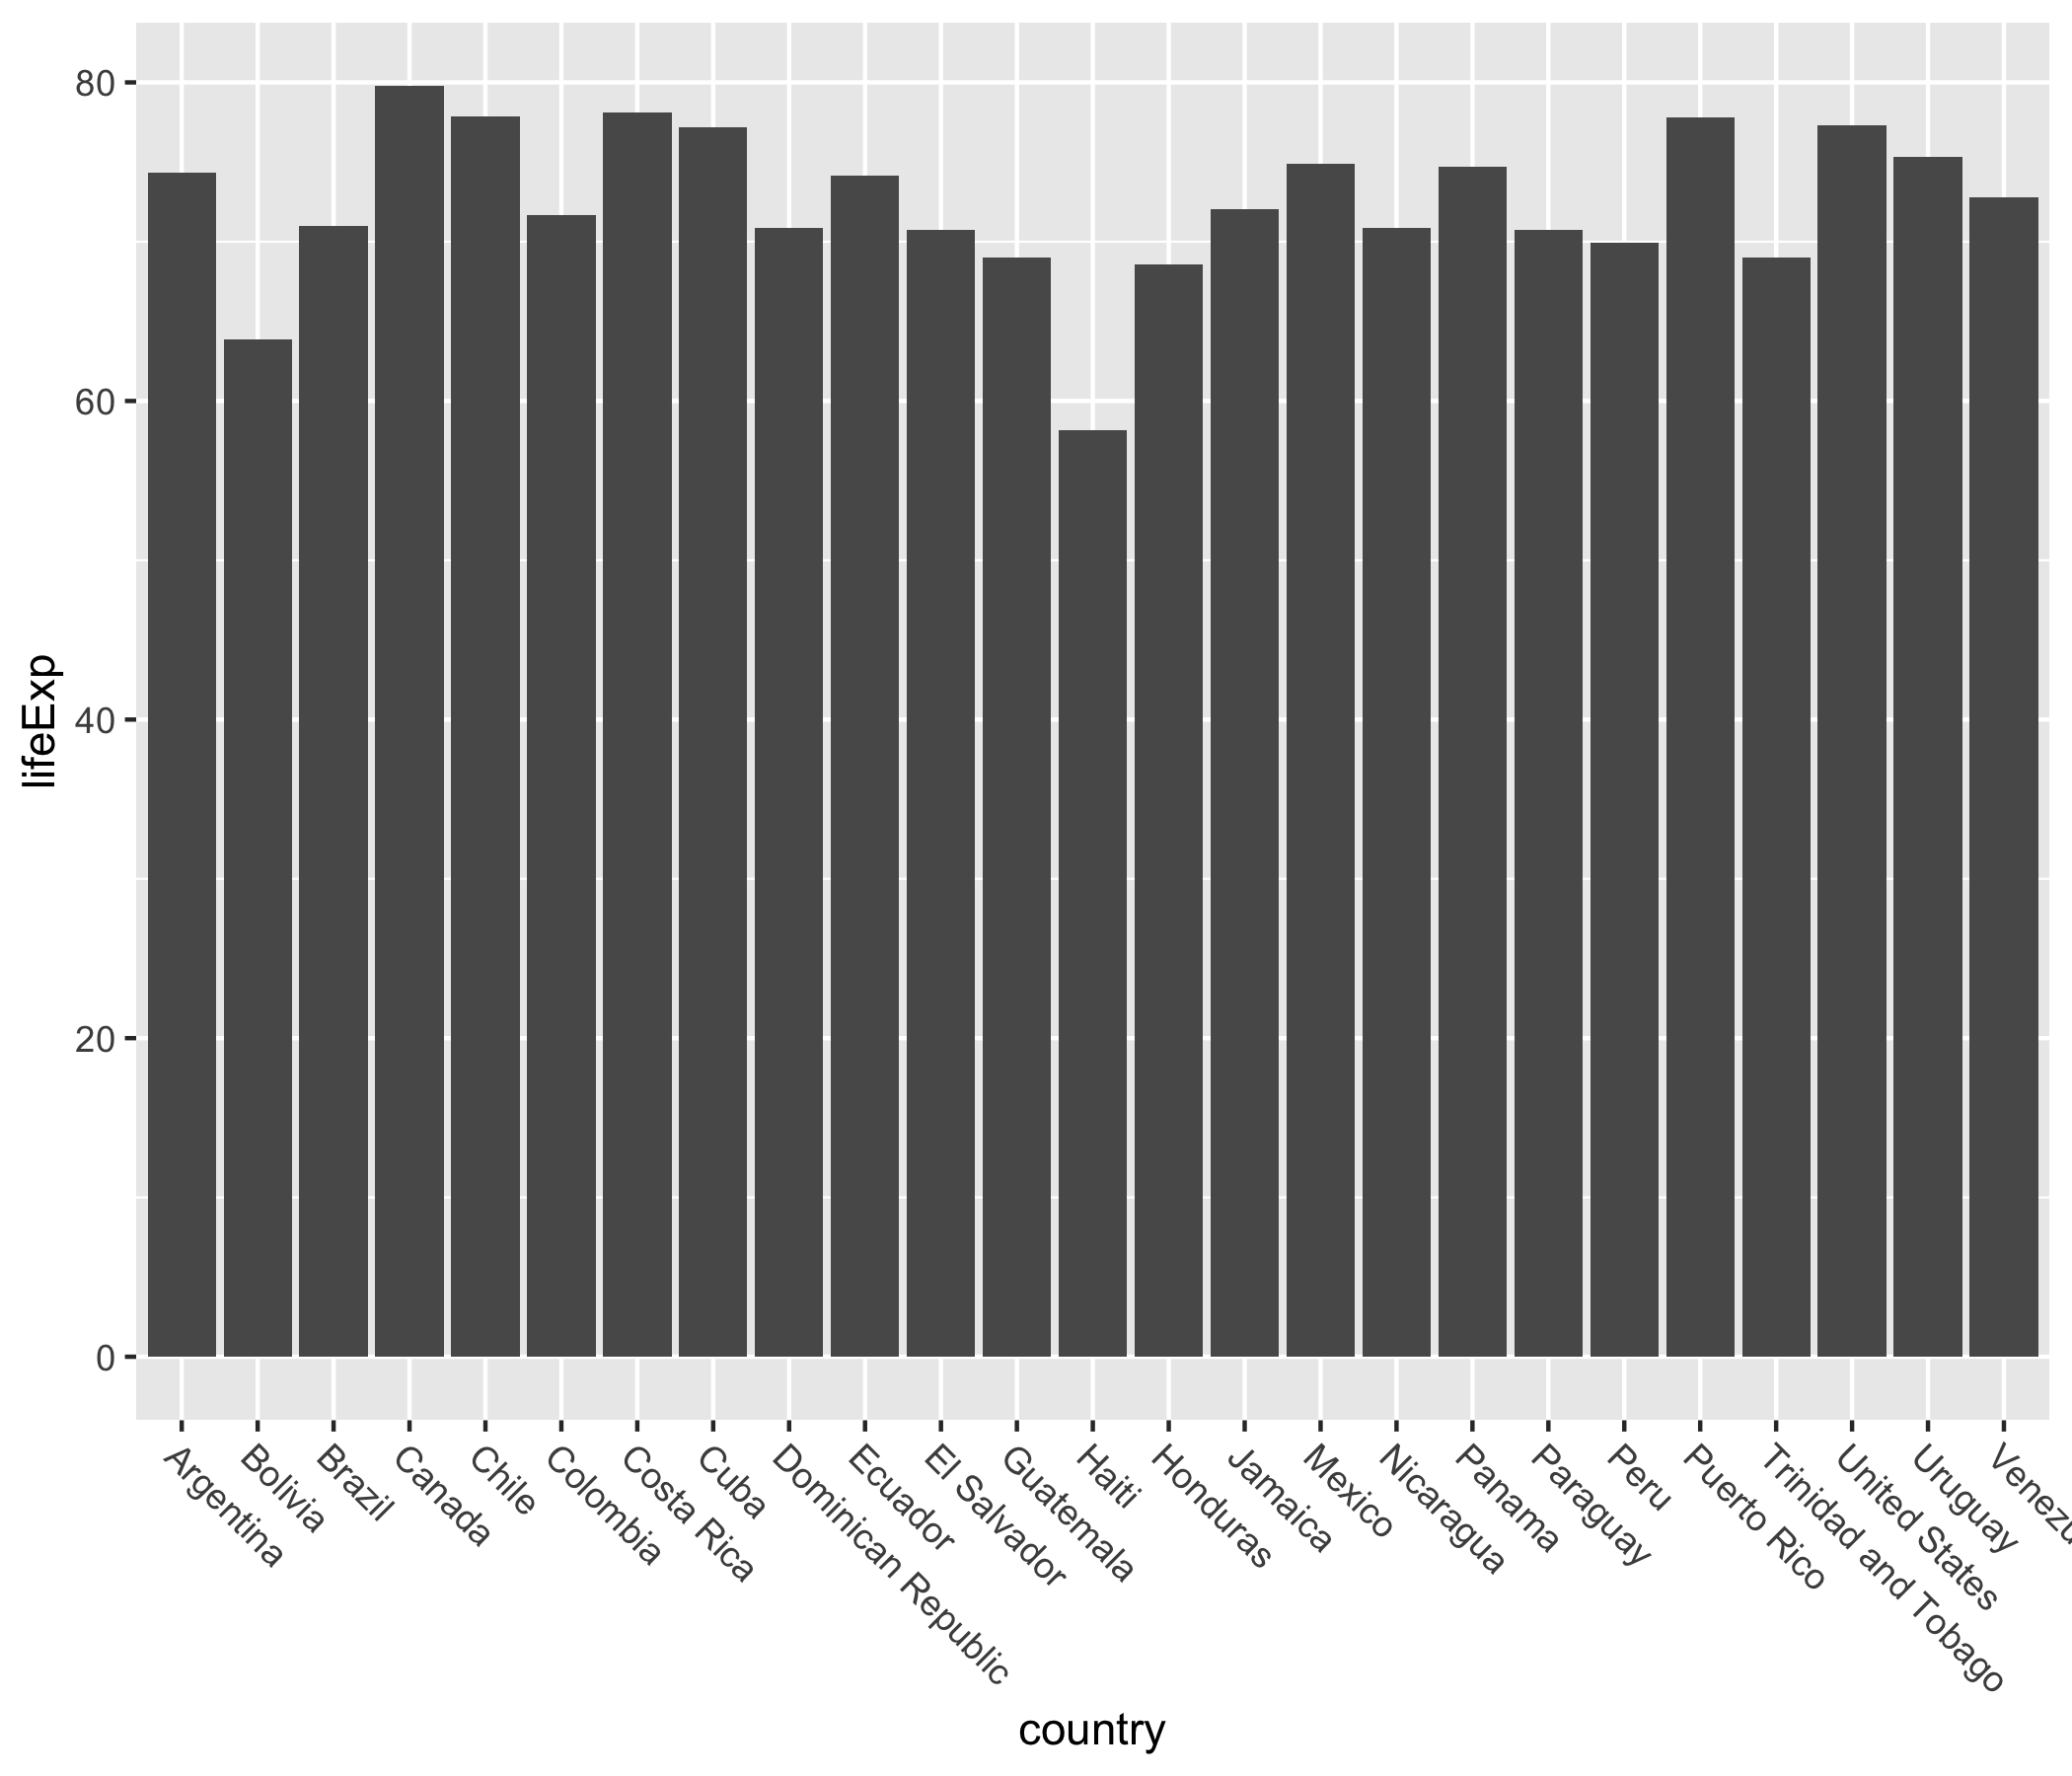 lifeExp
80
60
40
20
0
Argentina
Bolivia
Brazil
Canada
Chile
Colombia
Costa Rica
Cuba
Dominican Republic
Ecuador
El Salvador
Guatemala
Haiti
Honduras
Jamaica
Mexico
Nicaragua
Panama
Paraguay
Peru
Puerto Rico
Trinidad and Tobago
United States
Uruguay
Venezu
country